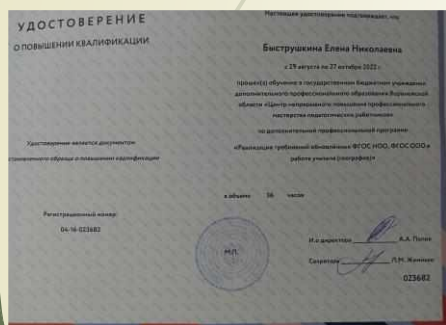 УДОСТОВЕРЕНИЕ
О ПОВЫШЕНИИ КВАЛИФИКАЦИИ
Удостоверение является документом
установленного образца о повышении квалификации
Регистрационный номер
04-16-023682
Настоящее удостоверение подтверждает, что
Быструшкина Елена Николаевна
с 29 августа по 27 октября 2022 г.
прошел(а) обучение в государственном бюджетном учреждении
дополнительного профессионального образования Воронежской
области «Центр непрерывного повышения профессионального
мастерства педагогических работников»
по дополнительной профессиональной программе
«Реализация требований обновленных ФГОС НОО, ФГОС ООО в
работе учителя (география)»
в объеме 36 часов
М.П.
И.о директора А.А. Попов
Секретарь Л.М.
023682